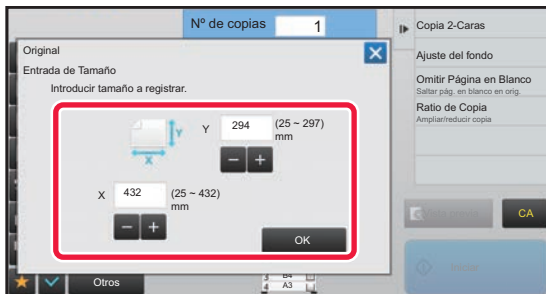 Nº de copias
1
Original
Entrada de Tamaño
Introducir tamaño a registrar.
Y
X
Y
294
(25 ~ 297)
mm
X
432
(25 ~ 432)
mm
OK
Otros
B4
4 A3
Copia 2-Caras
Ajuste del fondo
Omitir Página en Blanco
Saltar pág. en blanco en orig.
Ratio de Copia
Ampliar/reducir copia
CA
Iniciar